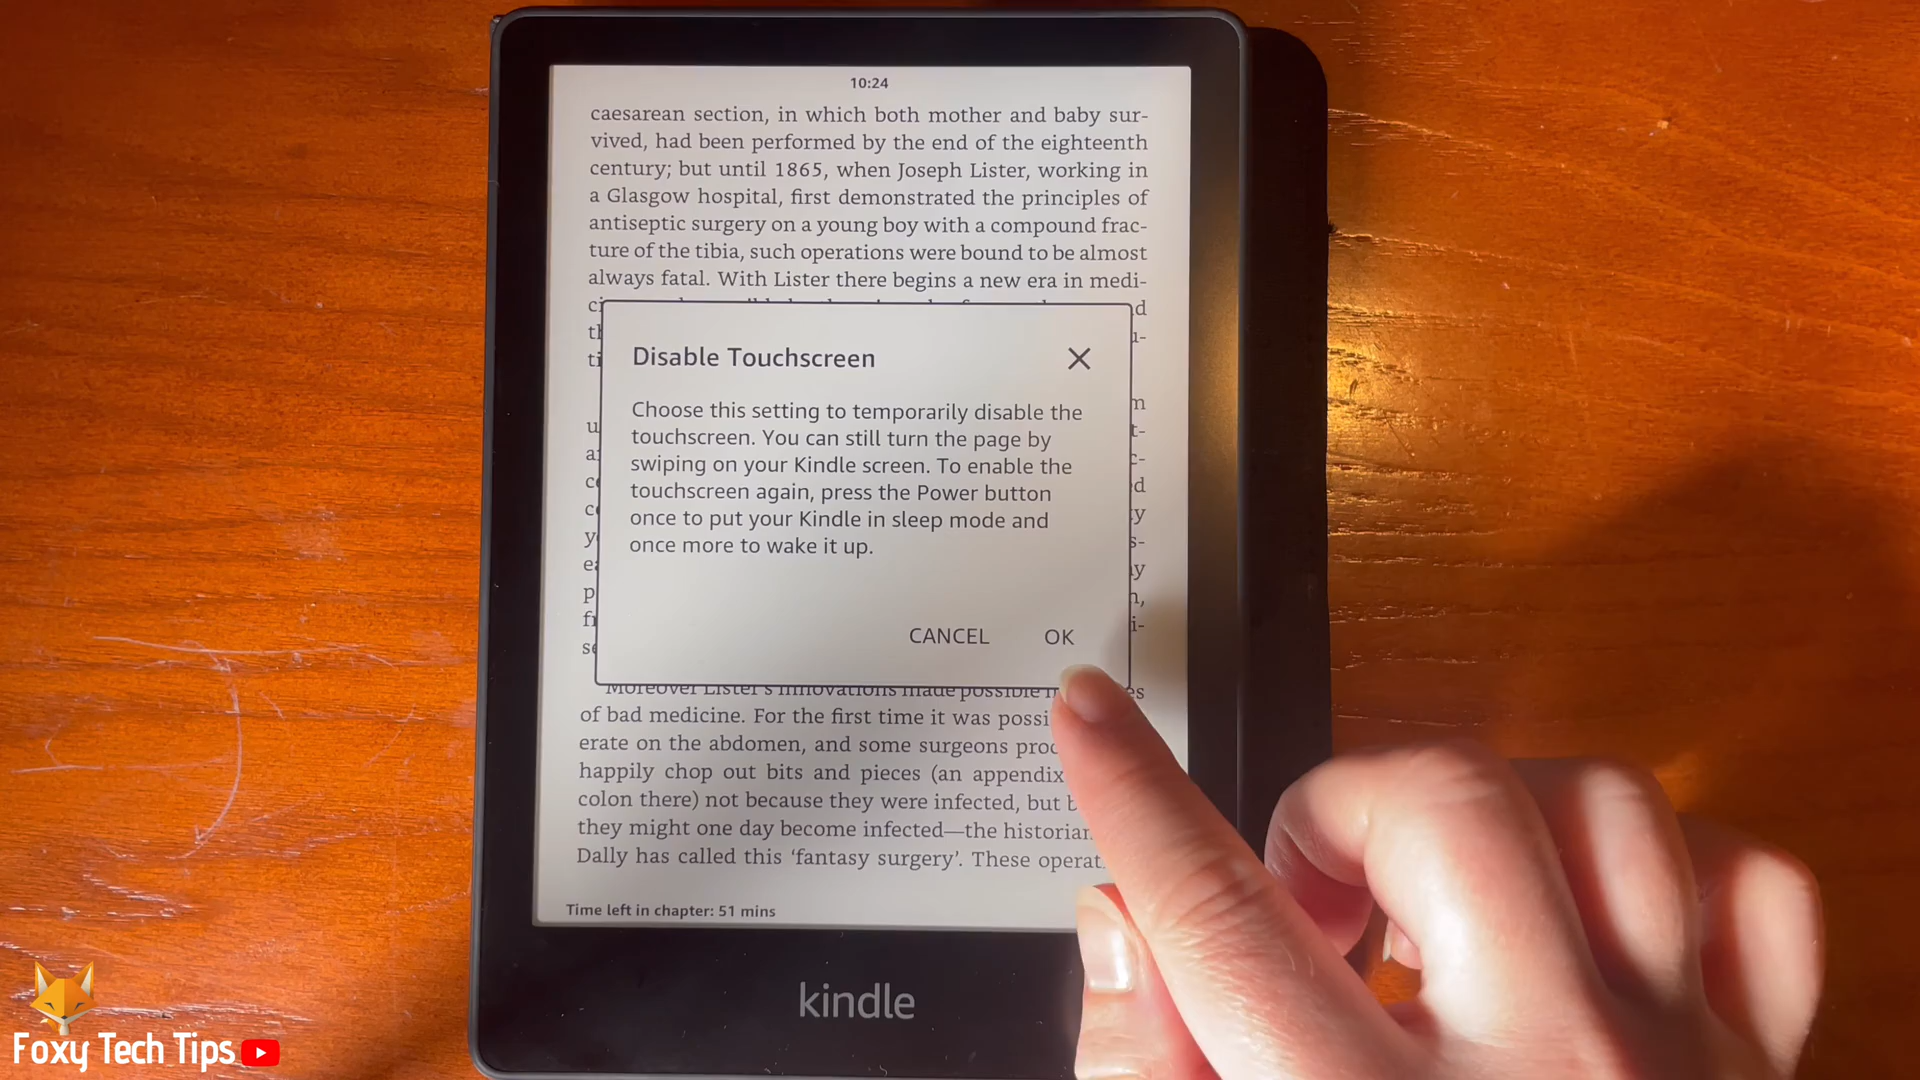 10:24
caesarean section, in which both mother and baby sur-
vived, had been performed by the end of the eighteenth
century; but until 1865, when Joseph Lister, working in
a Glasgow hospital, first demonstrated the principles of
antiseptic surgery on a young boy with a compound frac-
ture of the tibia, such operations were bound to be almost
always fatal. With Lister there begins a new era in medi-
Disable Touchscreen
Choose this setting to temporarily disable the
touchscreen. You can still turn the page by
swiping on your Kindle screen. To enable the
touchscreen again, press the Power button
once to put your Kindle in sleep mode and
once more to wake it up.
CANCEL OK
Moreover Lister's innovations made possible
of bad medicine. For the first time it was possi
erate on the abdomen, and some surgeons proc
happily chop out bits and pieces (an appendix
colon there) not because they were infected, but b
they might one day become infected—the historian
Dally has called this ‘fantasy surgery’. These operat
Time left in chapter: 51 mins
kindle
Foxy Tech Tips